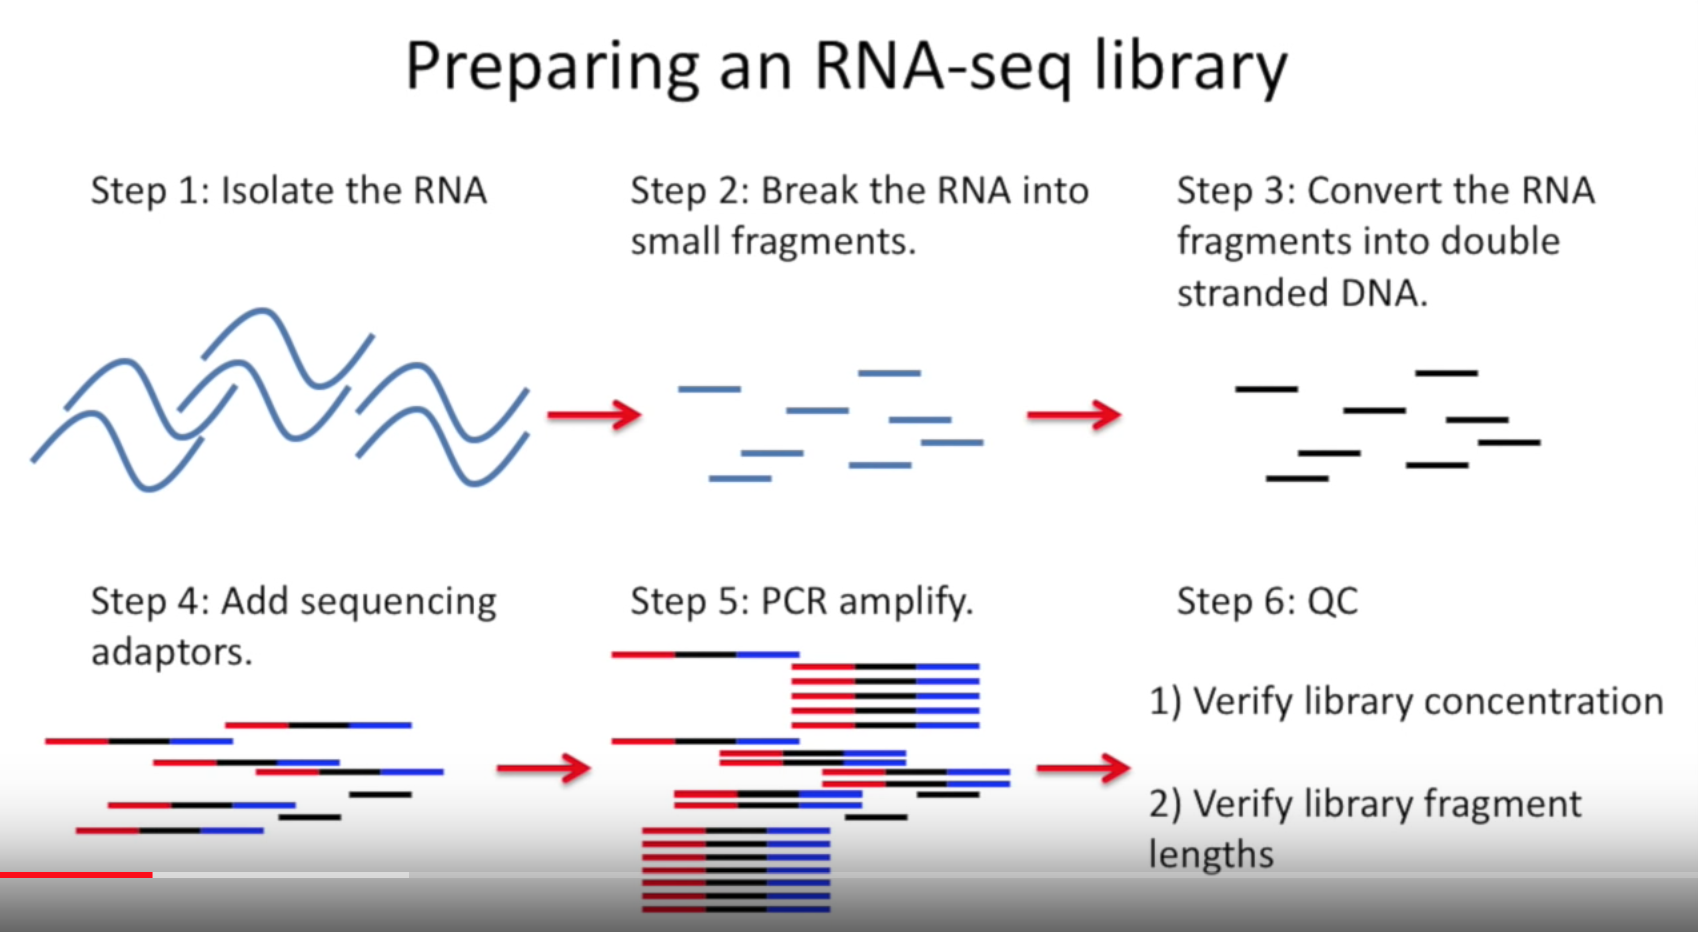 Preparing an RNA-seq library
Step 1: Isolate the RNA
Step 2: Break the RNA into
small fragments.
Step 3: Convert the RNA
fragments into double
stranded DNA.
Step 4: Add sequencing
adaptors.
Step 5: PCR amplify.
Step 6: QC
1) Verify library concentration
2) Verify library fragment
lengths